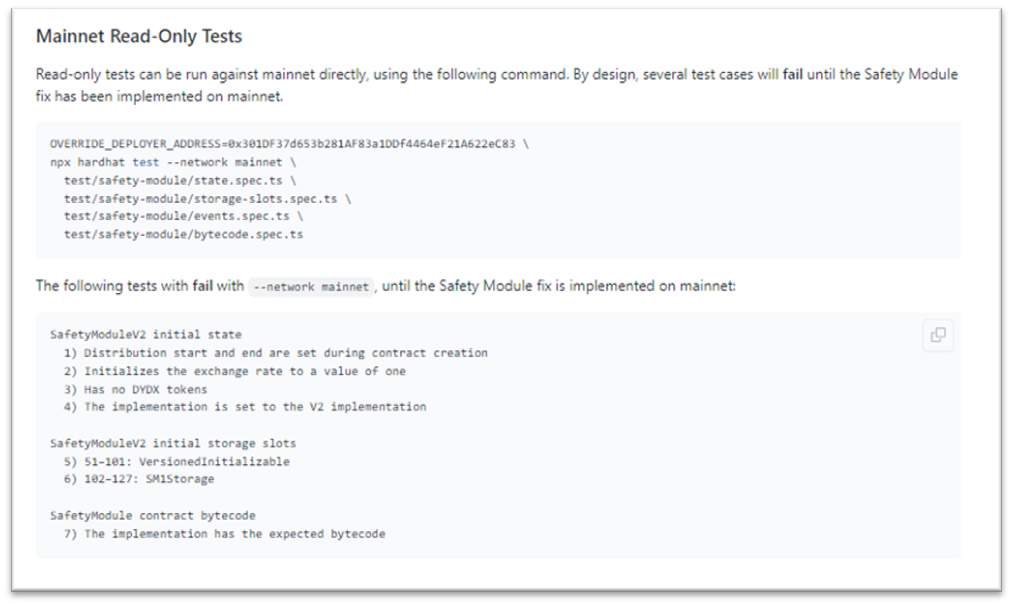 Mainnet Read-Only Tests
Read-only tests can be run against mainnet directly, using the following command. By design, several test cases will fail until the Safety Module
fix has been implemented on mainnet.
OVERRIDE_DEPLOYER_ADDRESS=0x301DF37d653b281AF83a1DDf4464eF21A622eC83 \
npx hardhat test --network mainnet \
  test/safety-module/state.spec.ts \
  test/safety-module/storage-slots.spec.ts \
  test/safety-module/events.spec.ts \
  test/safety-module/bytecode.spec.ts
The following tests with fail with --network mainnet, until the Safety Module fix is implemented on mainnet:
SafetyModuleV2 initial state
  1) Distribution start and end are set during contract creation
  2) Initializes the exchange rate to a value of one
  3) Has no DYDX tokens
  4) The implementation is set to the V2 implementation
SafetyModuleV2 initial storage slots
  5) 51-101: VersionedInitializable
  6) 102-127: SM1Storage
SafetyModule contract bytecode
  7) The implementation has the expected bytecode